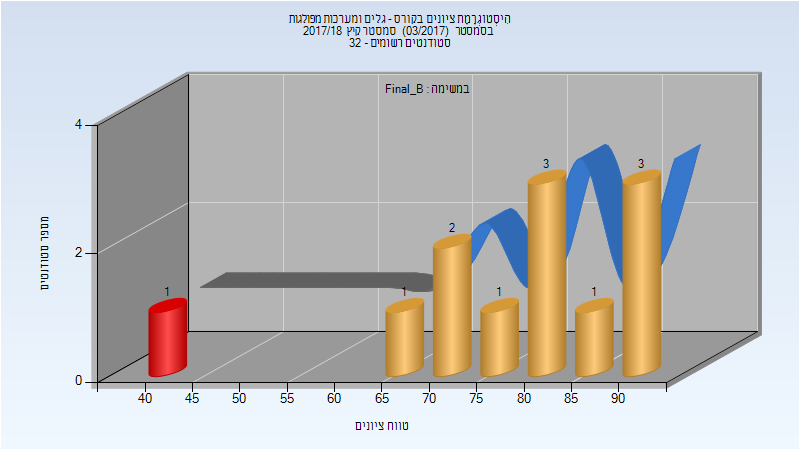 היסטוגרמת ציונים בקורס - גלים ומערכות מפולגות
בסמסטר (03/2017) סמסטר קיץ 2017/18
סטודנטים רשומים - 32
במשימה : Final_B
4
2
0
מספר סטודנטים
1
1
2
1
3
1
3
40 45 50 55 60 65 70 75 80 85 90
טווח ציונים